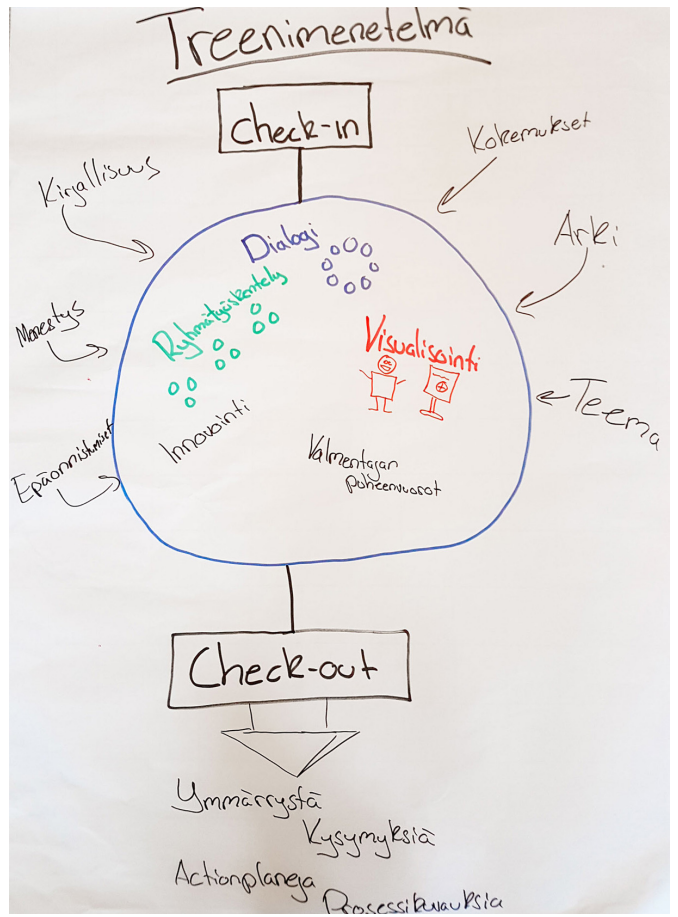 Treenimenetelmä
Check-in
Kokemukset
Kirjallisuus
Arki
Dialogi
Ryhmätyöskentely
Menestys
Visualisointi
Teema
Innovointi
Epäonnistumiset
Valmentajan
puheenvuorot
Check-out
Ymmärrystä
Kysymyksiä
Actionplaneja
Prosessikuvauksia